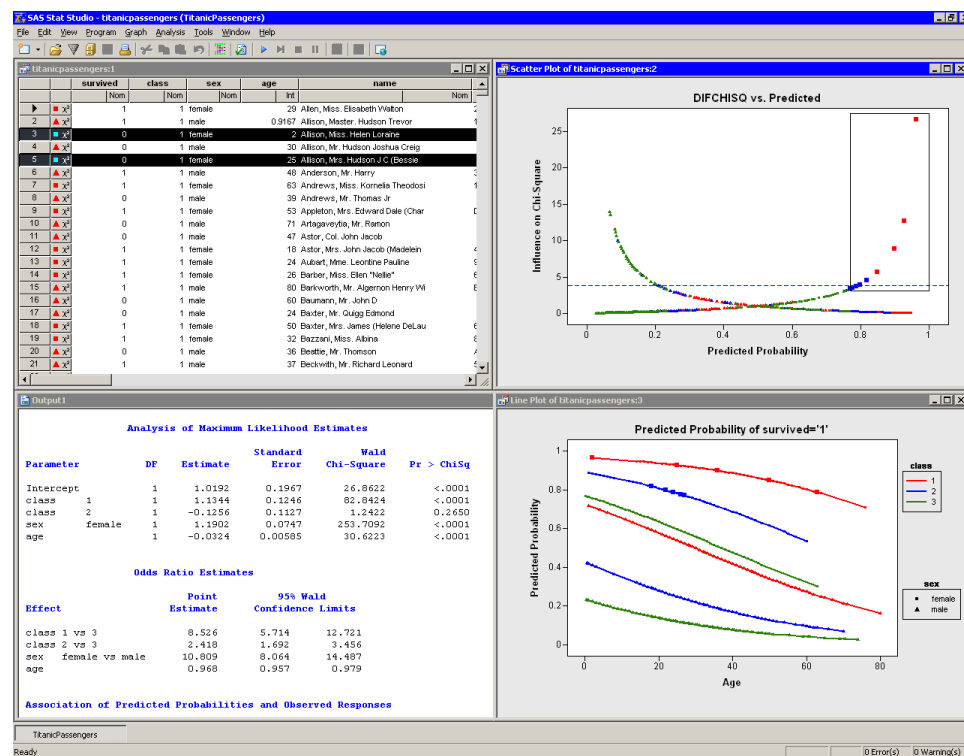 SAS Stat Studio - titanicpassengers (TitanicPassengers)
File Edit View Program Graph Analysis Tools Window Help
titanicpassengers:1
survived class sex age name
Nom Nom Nom Int Nom
1 1 female 29 Allen, Miss. Elisabeth Walton
2 1 1 male 0.9167 Allison, Master. Hudson Trevor
3 0 1 female 2 Allison, Miss. Helen Loraine
4 0 1 male 30 Allison, Mr. Hudson Joshua Creig
5 0 1 female 25 Allison, Mrs. Hudson J C (Bessie
6 1 1 male 48 Anderson, Mr. Harry
7 1 1 female 63 Andrews, Miss. Kornelia Theodosi
8 0 1 male 39 Andrews, Mr. Thomas Jr
9 1 1 female 53 Appleton, Mrs. Edward Dale (Char
10 0 1 male 71 Artagaveytia, Mr. Ramon
11 0 1 male 47 Astor, Col. John Jacob
12 1 1 female 18 Astor, Mrs. John Jacob (Madelein
13 1 1 female 24 Aubart, Mme. Leontine Pauline
14 1 1 female 26 Barber, Miss. Ellen "Nellie"
15 1 1 male 80 Barkworth, Mr. Algernon Henry Wi
16 0 1 male 60 Baumann, Mr. John D
17 0 1 male 24 Baxter, Mr. Quigg Edmond
18 1 1 female 50 Baxter, Mrs. James (Helene DeLau
19 1 1 female 32 Bazzani, Miss. Albina
20 0 1 male 36 Beattie, Mr. Thomson
21 1 1 male 37 Beckwith, Mr. Richard Leonard
Scatter Plot of titanicpassengers:2
DIFCHISQ vs. Predicted
Influence on Chi-Square
25
20
15
10
5
0
0 0.2 0.4 0.6 0.8 1
Predicted Probability
Output1
Analysis of Maximum Likelihood Estimates
Standard Wald
Parameter DF Estimate Error Chi-Square Pr > ChiSq
Intercept 1 1.0192 0.1967 26.8622 <.0001
class 1 1 1.1344 0.1246 82.8424 <.0001
class 2 1 -0.1256 0.1127 1.2422 0.2650
sex female 1 1.1902 0.0747 253.7092 <.0001
age 1 -0.0324 0.00585 30.6223 <.0001
Odds Ratio Estimates
Point 95% Wald
Effect Estimate Confidence Limits
class 1 vs 3 8.526 5.714 12.721
class 2 vs 3 2.418 1.692 3.456
sex female vs male 10.809 8.064 14.487
age 0.968 0.957 0.979
Association of Predicted Probabilities and Observed Responses
Line Plot of titanicpassengers:3
Predicted Probability of survived='1'
Predicted Probability
1
0.8
0.6
0.4
0.2
0
0 20 40 60 80
Age
class
1
2
3
sex
female
male
TitanicPassengers
Ready 0 Error(s) 0 Warning(s)